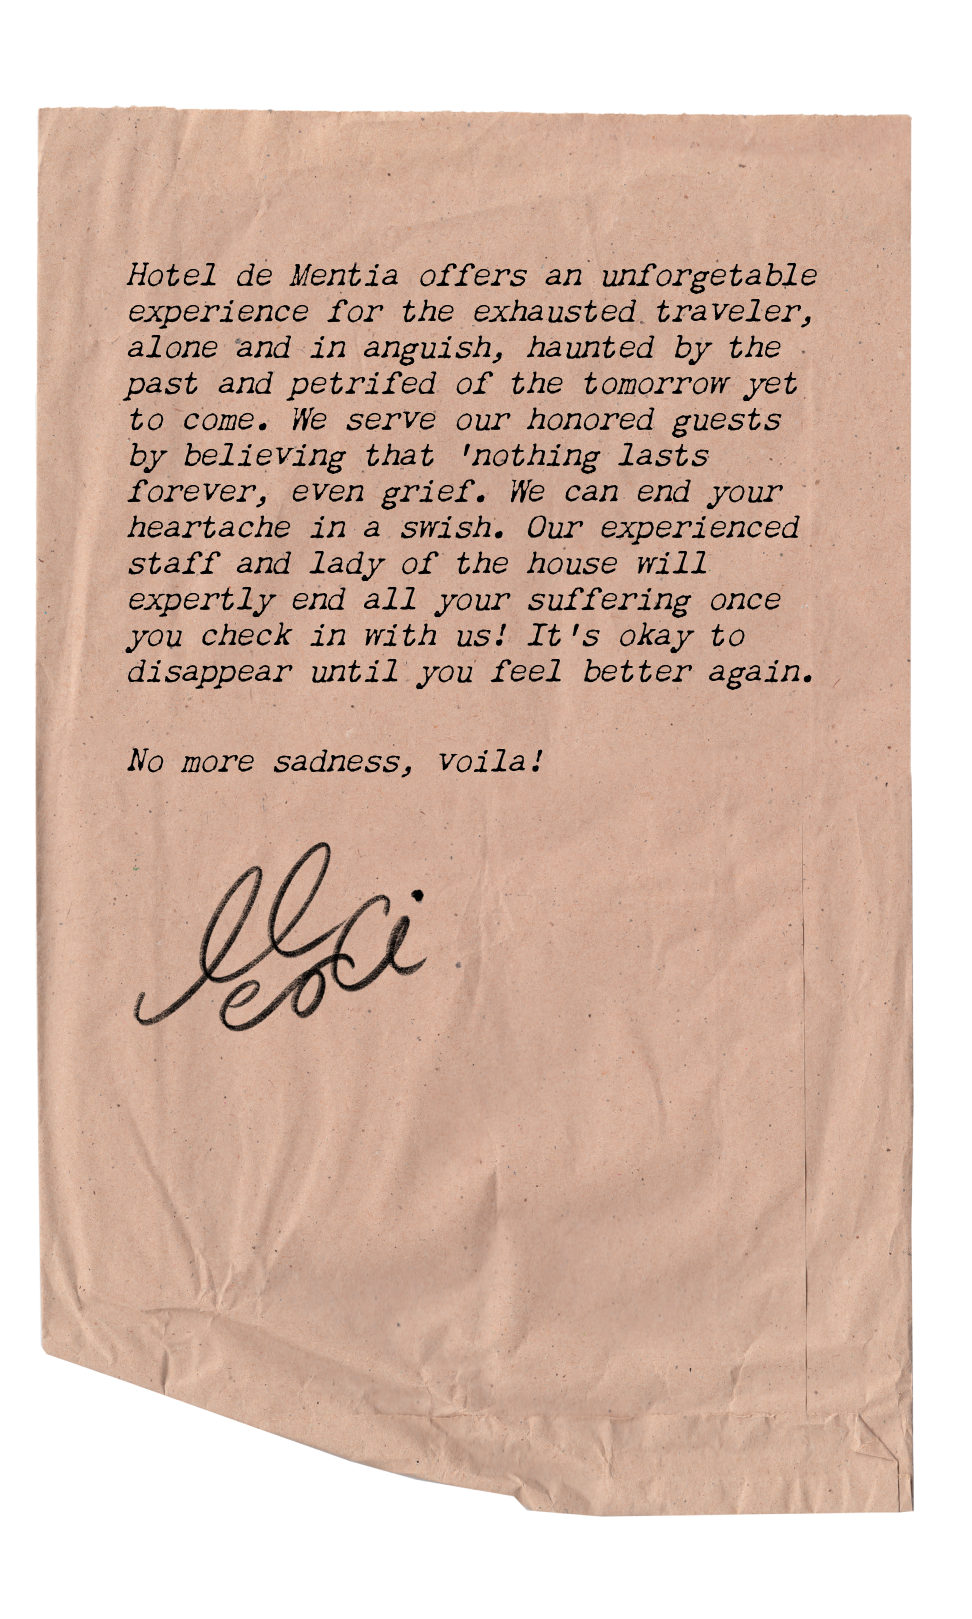 Hotel de Mentia offers an unforgetable
experience for the exhausted traveler,
alone and in anguish, haunted by the
past and petrifed of the tomorrow yet
to come. We serve our honored guests
by believing that 'nothing lasts
forever, even grief. We can end your
heartache in a swish. Our experienced
staff and lady of the house will
expertly end all your suffering once
you check in with us! It's okay to
disappear until you feel better again.
No more sadness, voila!